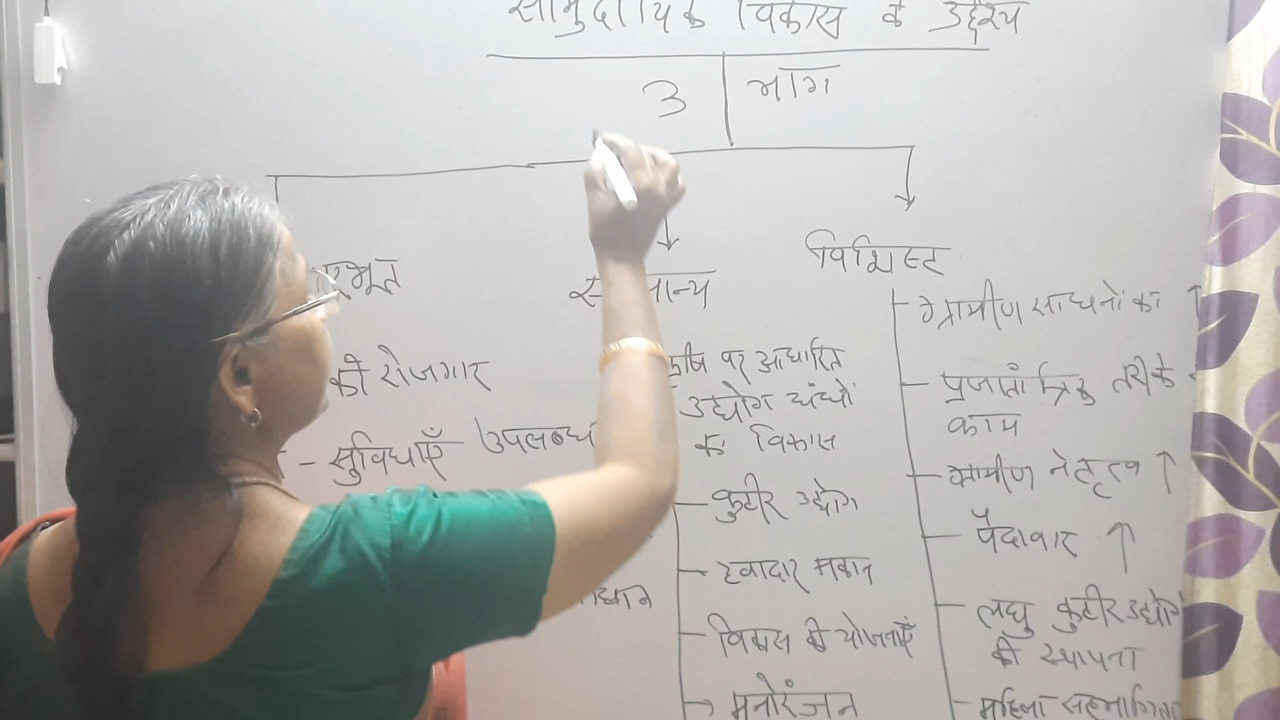 सामुदायिक विकास के उद्देश्य
3 भाग
विशिष्ट
ग्रामीण साधनों का ↑
प्रजातांत्रिक तरीके
काम
ग्रामीण नेतृत्व ↑
पैदावार ↑
लघु कुटीर उद्योग
की स्थापना
महिला सहभागिता
पर आधारित
उद्योग धंधों
का विकास
कुटीर उद्योग
हवादार मकान
विकास की योजनाएँ
मनोरंजन
की रोजगार
- सुविधाएँ उपलब्ध